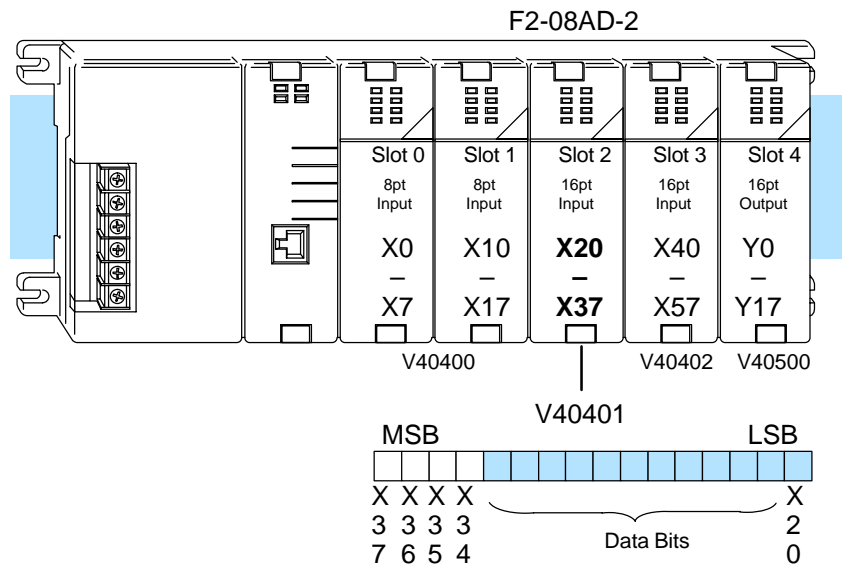 F2-08AD-2
Slot 0 Slot 1 Slot 2 Slot 3 Slot 4
8pt 8pt 16pt 16pt 16pt
Input Input Input Input Output
X0 X10 X20 X40 Y0
– – – – –
X7 X17 X37 X57 Y17
V40400 V40402 V40500
V40401
MSB LSB
X X X X X
3 3 3 3 2
7 6 5 4 0
Data Bits